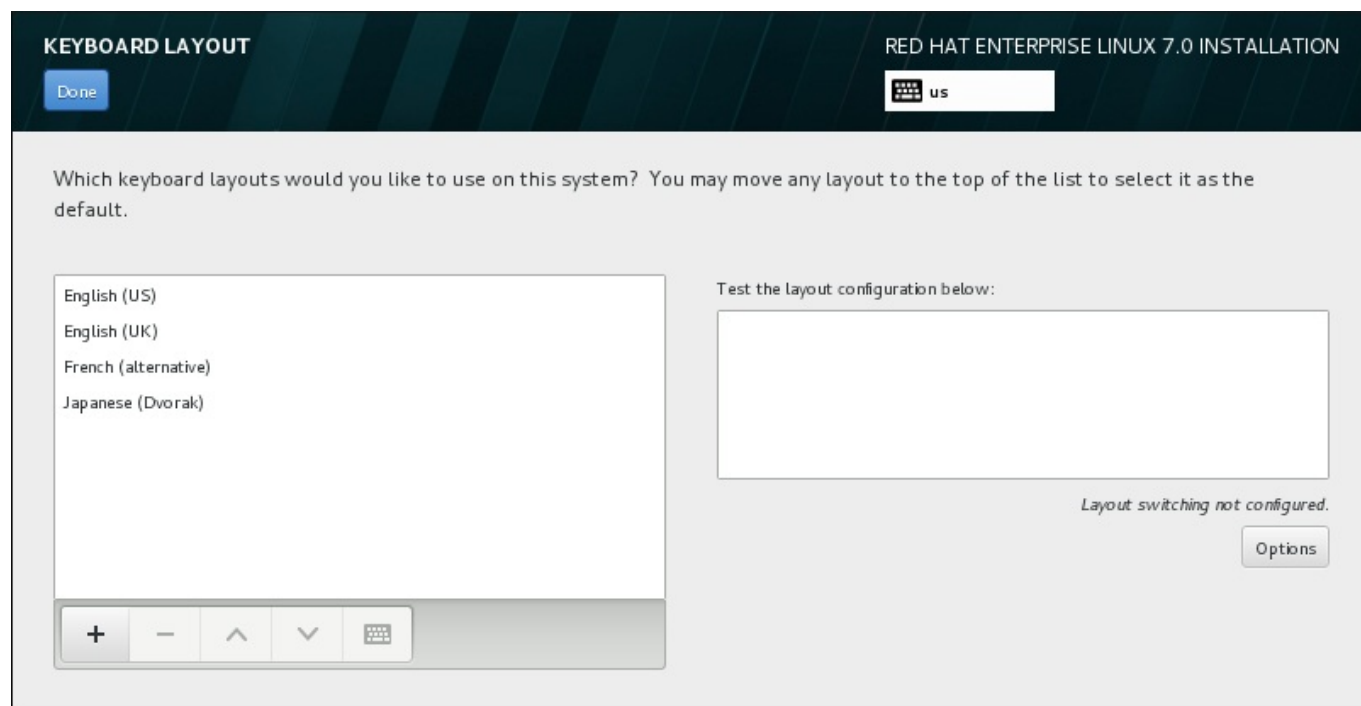 KEYBOARD LAYOUT
Done
RED HAT ENTERPRISE LINUX 7.0 INSTALLATION
us
Which keyboard layouts would you like to use on this system? You may move any layout to the top of the list to select it as the
default.
English (US)
English (UK)
French (alternative)
Japanese (Dvorak)
Test the layout configuration below:
Layout switching not configured.
Options